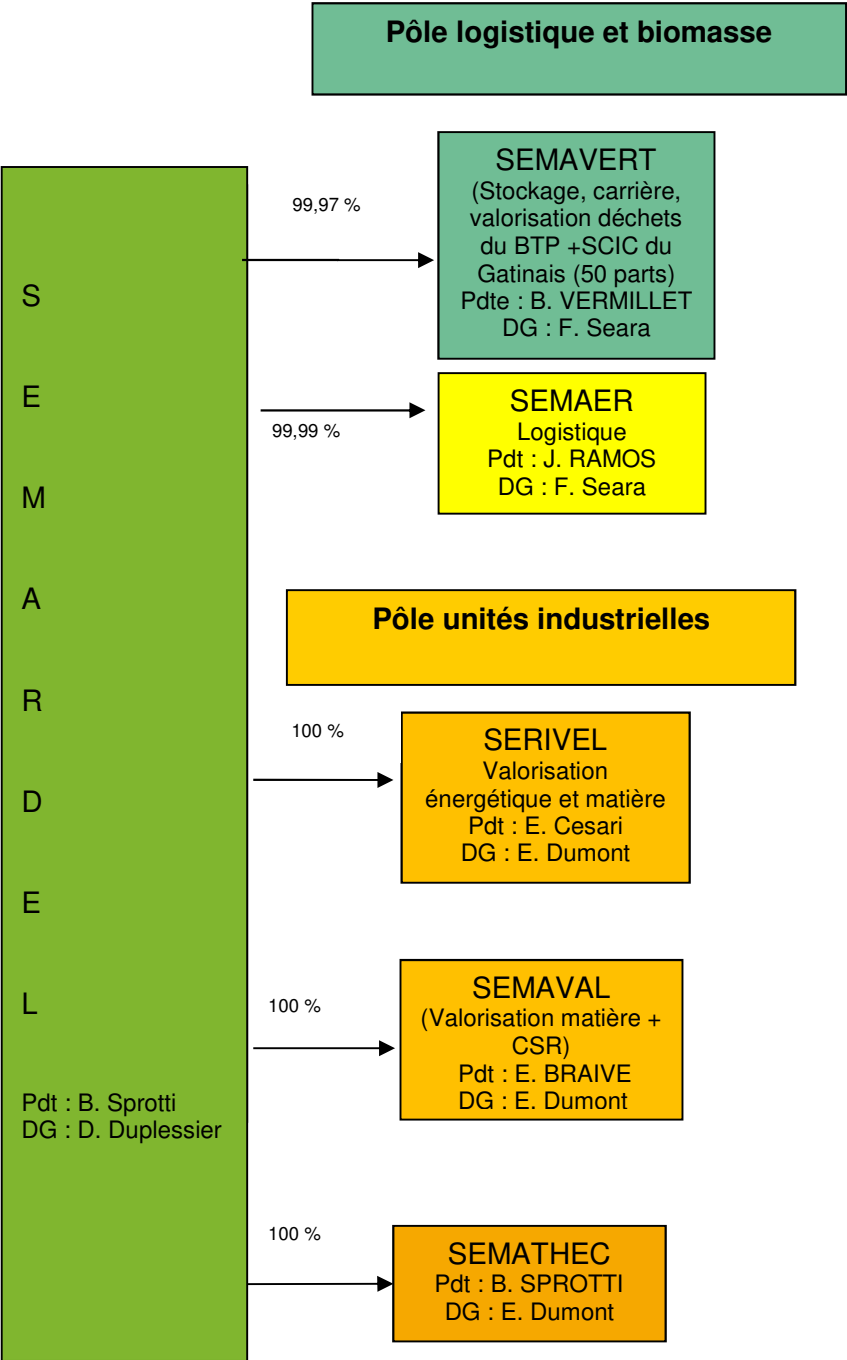 Pôle logistique et biomasse
S
E
M
A
R
D
E
L
Pdt : B. Sprotti
DG : D. Duplessier
99,97 %
SEMAVERT
(Stockage, carrière,
valorisation déchets
du BTP +SCIC du
Gatinais (50 parts)
Pdte : B. VERMILLET
DG : F. Seara
99,99 %
SEMAER
Logistique
Pdt : J. RAMOS
DG : F. Seara
Pôle unités industrielles
100 %
SERIVEL
Valorisation
énergétique et matière
Pdt : E. Cesari
DG : E. Dumont
100 %
SEMAVAL
(Valorisation matière +
CSR)
Pdt : E. BRAIVE
DG : E. Dumont
100 %
SEMATHEC
Pdt : B. SPROTTI
DG : E. Dumont